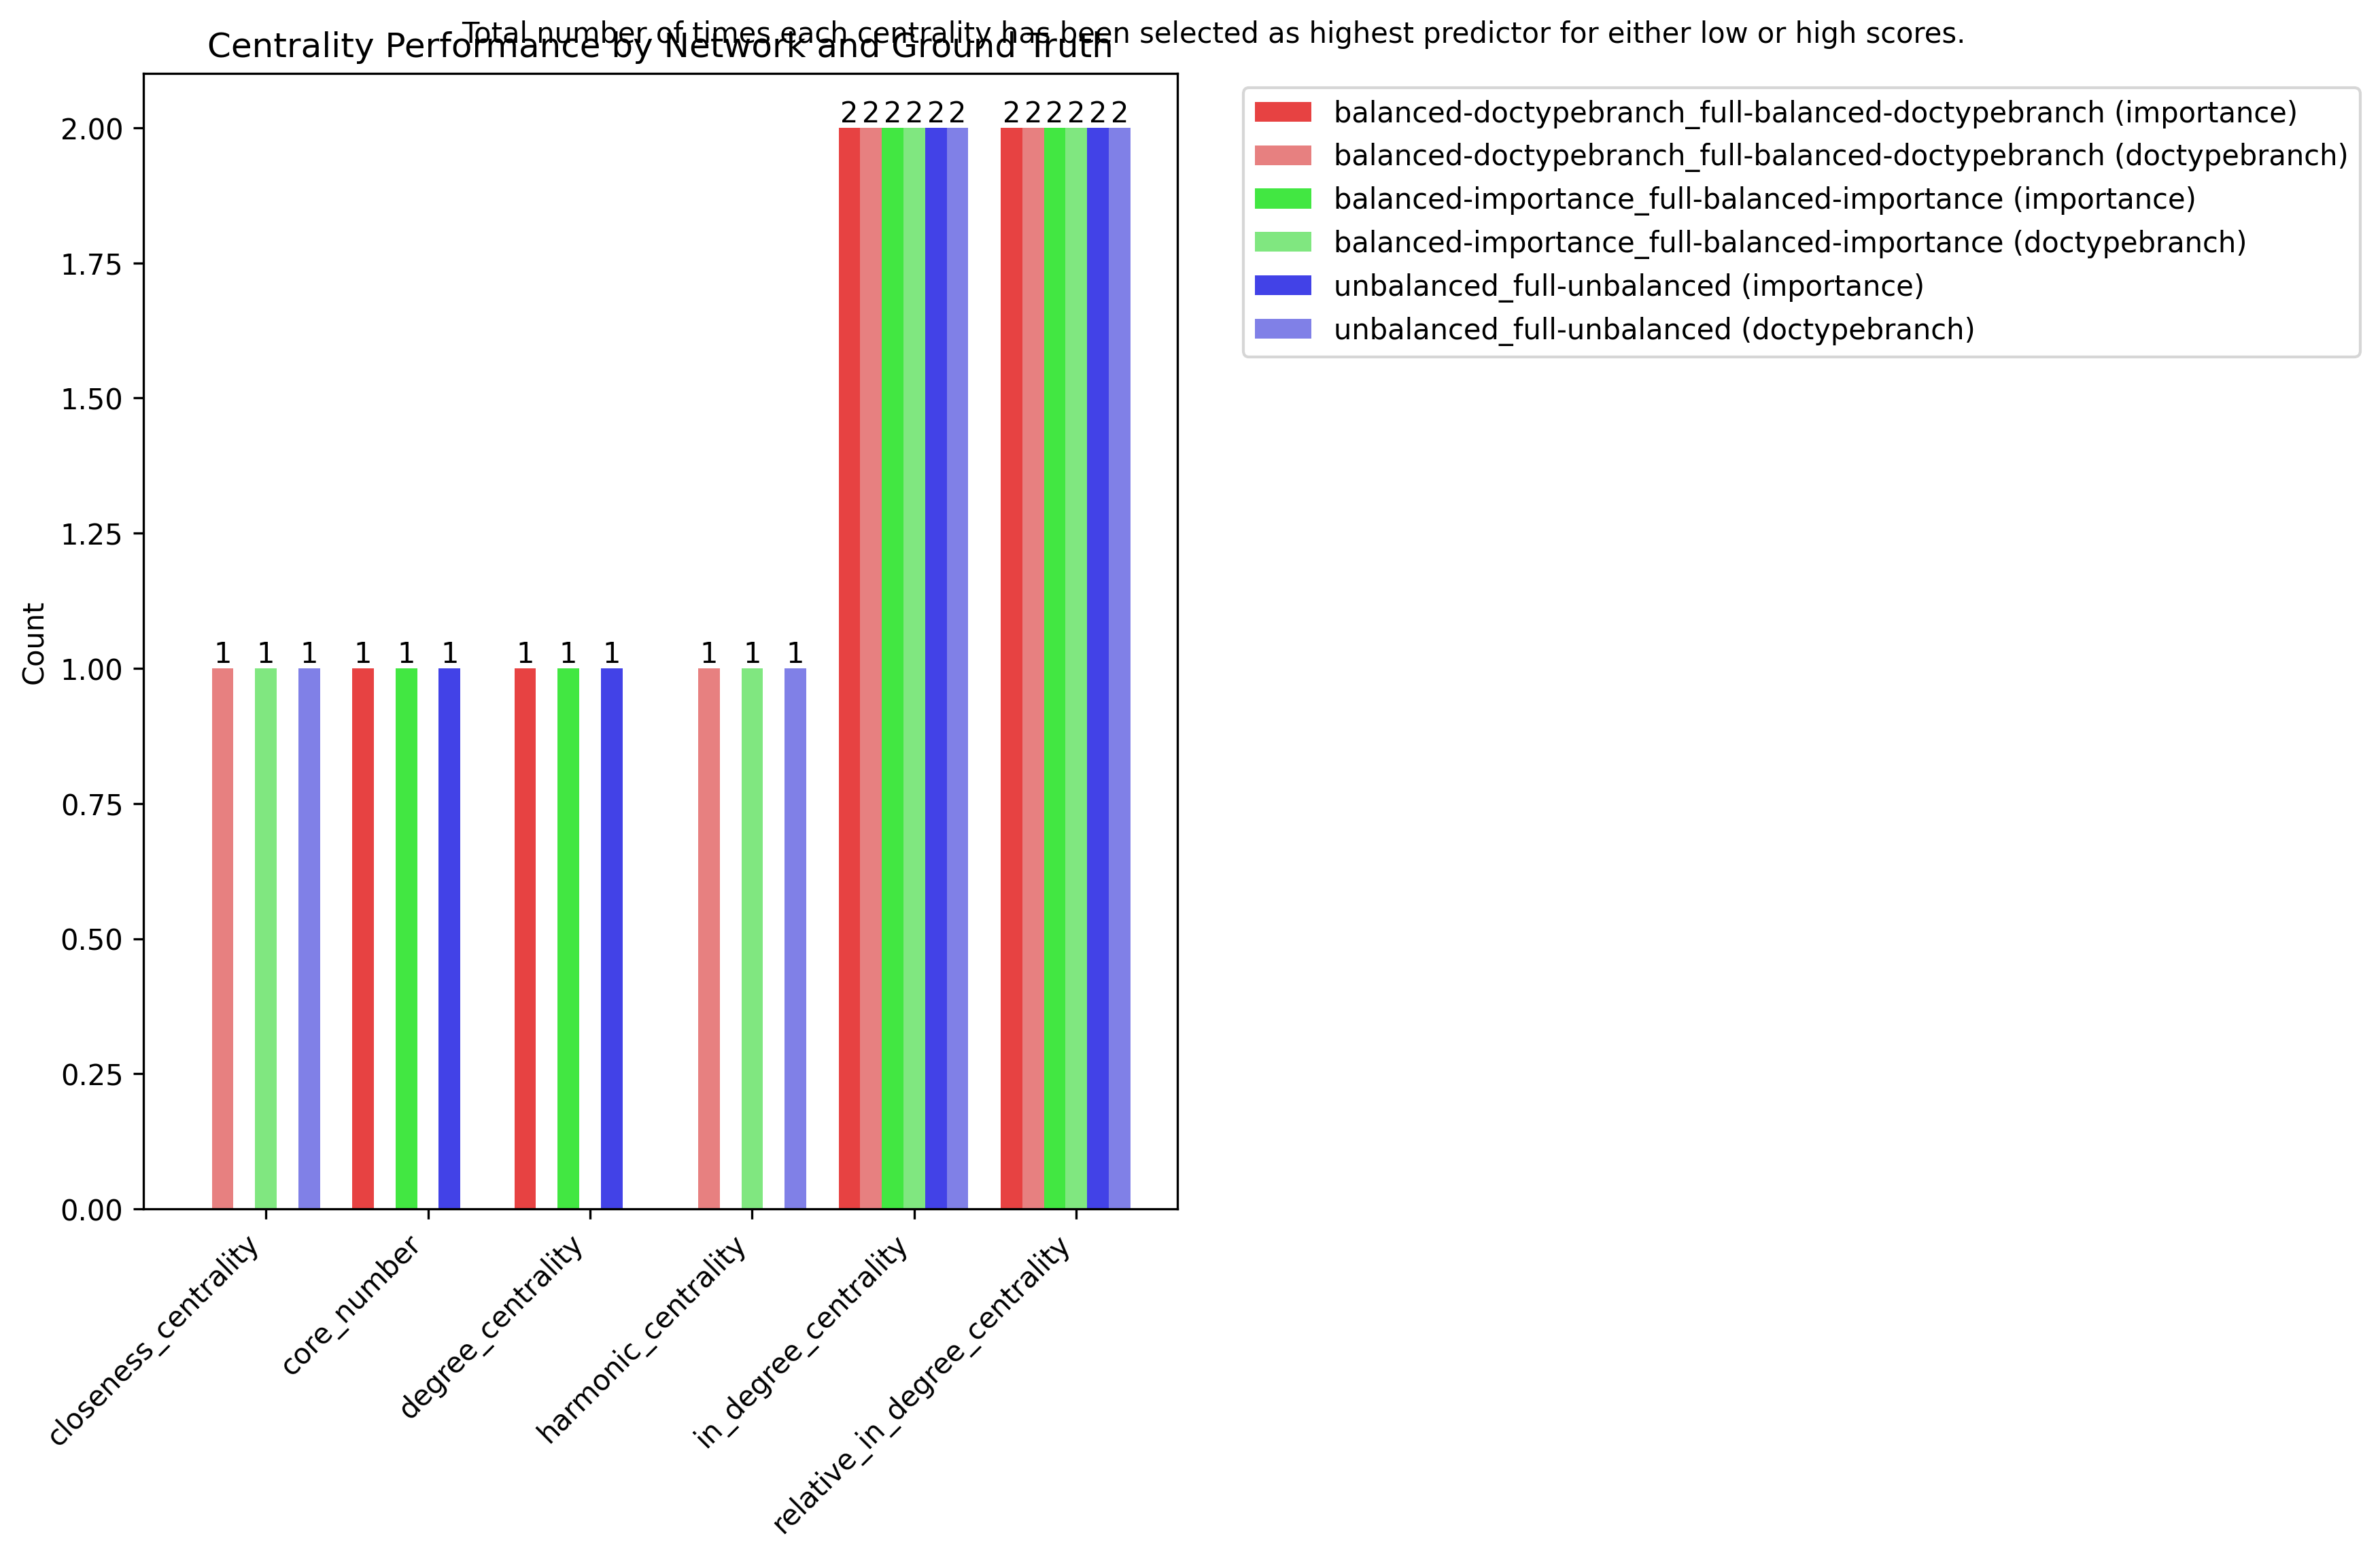 Total number of times each centrality has been selected as highest predictor for either low or high scores.
Centrality Performance by Network and Ground Truth
balanced-doctypebranch_full-balanced-doctypebranch (importance)
balanced-doctypebranch_full-balanced-doctypebranch (doctypebranch)
balanced-importance_full-balanced-importance (importance)
balanced-importance_full-balanced-importance (doctypebranch)
unbalanced_full-unbalanced (importance)
unbalanced_full-unbalanced (doctypebranch)
2 2 2 2 2 2 2 2 2 2 2 2
2.00
1.75
1.50
1.25
1 1 1 1 1 1 1 1 1 1 1 1
1.00
0.75
0.50
0.25
0.00
Count
closeness_centrality
core_number
degree_centrality
harmonic_centrality
in_degree_centrality
relative_in_degree_centrality